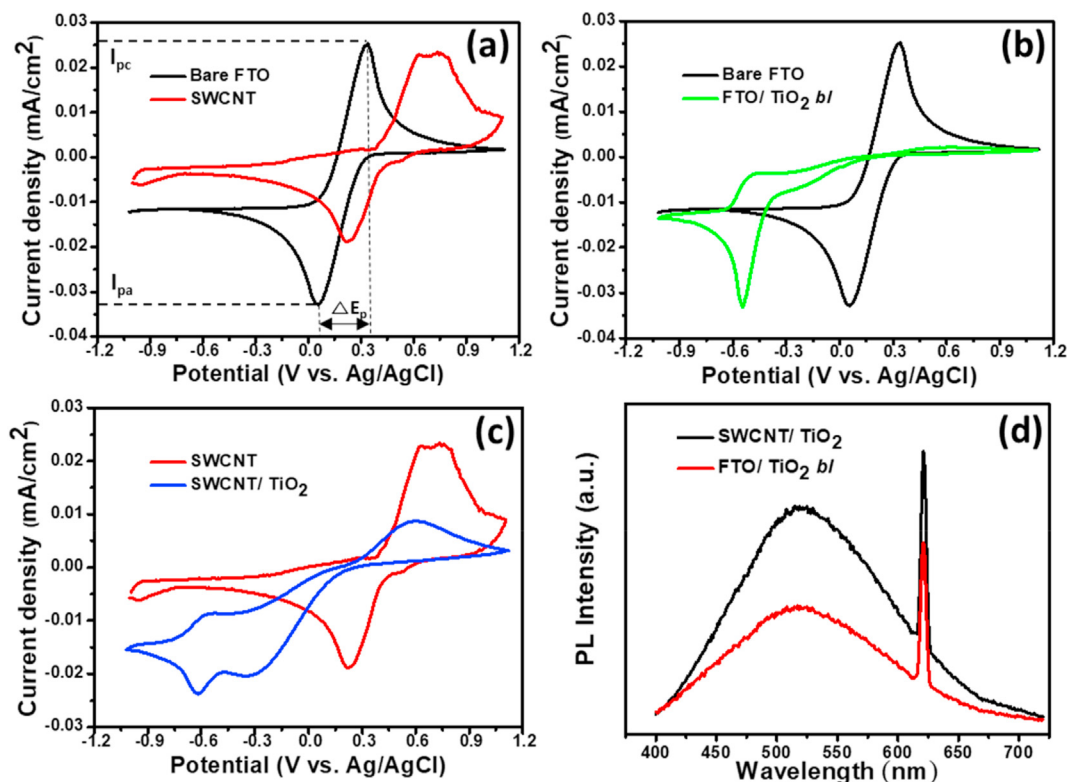 (a)
I_pc
Bare FTO
SWCNT
I_pa
△E_p
0.03
0.02
0.01
0.00
-0.01
-0.02
-0.03
-0.04
-1.2 -0.9 -0.6 -0.3 0.0 0.3 0.6 0.9 1.2
Current density (mA/cm²)
Potential (V vs. Ag/AgCl)
(b)
Bare FTO
FTO/ TiO₂ bl
0.03
0.02
0.01
0.00
-0.01
-0.02
-0.03
-0.04
-1.2 -0.9 -0.6 -0.3 0.0 0.3 0.6 0.9 1.2
Current density (mA/cm²)
Potential (V vs. Ag/AgCl)
(c)
SWCNT
SWCNT/ TiO₂
0.03
0.02
0.01
0.00
-0.01
-0.02
-0.03
-1.2 -0.9 -0.6 -0.3 0.0 0.3 0.6 0.9 1.2
Current density (mA/cm²)
Potential (V vs. Ag/AgCl)
(d)
SWCNT/ TiO₂
FTO/ TiO₂ bl
PL Intensity (a.u.)
400 450 500 550 600 650 700
Wavelength (nm)